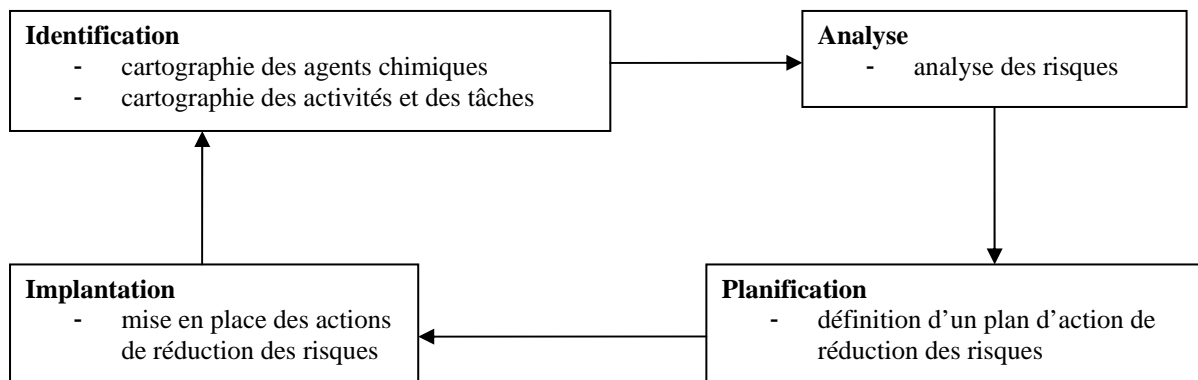 Identification
- cartographie des agents chimiques
- cartographie des activités et des tâches
Analyse
- analyse des risques
Implantation
- mise en place des actions
de réduction des risques
Planification
- définition d’un plan d’action de
réduction des risques